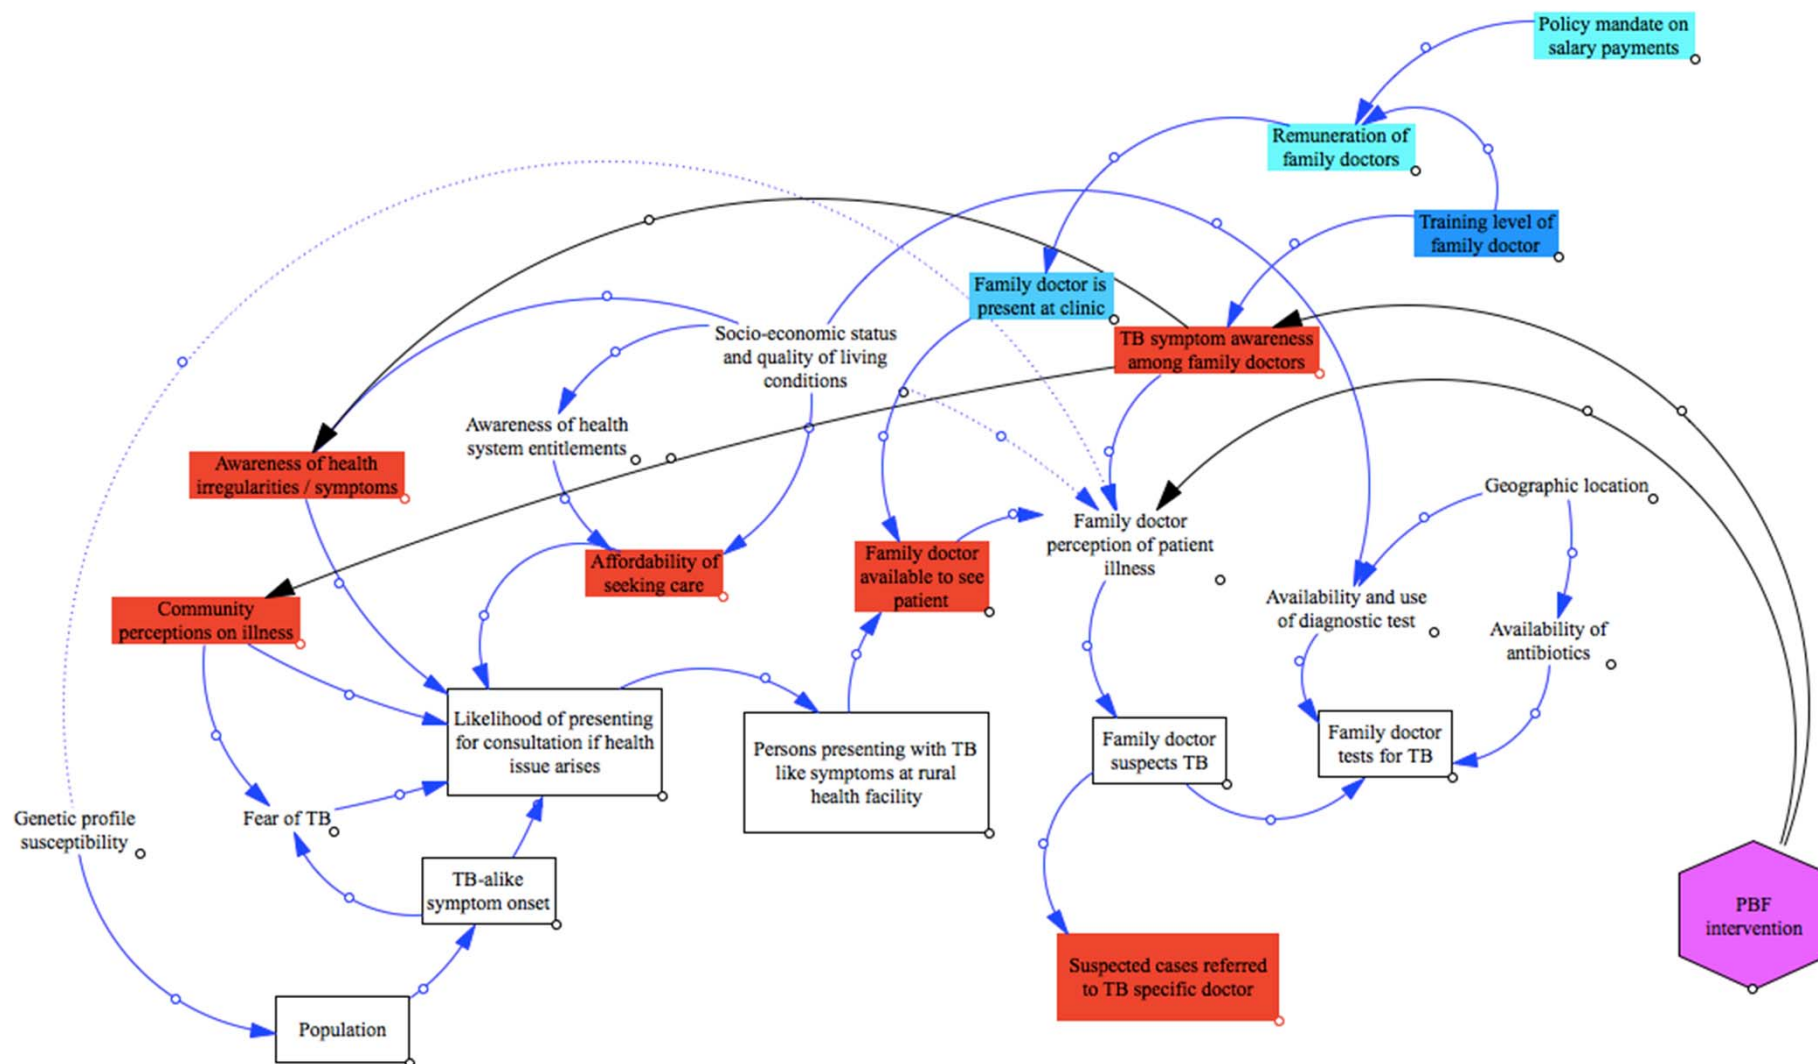 Policy mandate on
salary payments
Remuneration of
family doctors
Training level of
family doctor
Family doctor is
present at clinic
TB symptom awareness
among family doctors
Socio-economic status
and quality of living
conditions
Awareness of health
system entitlements
Awareness of health
irregularities / symptoms
Geographic location
Family doctor
perception of patient
illness
Affordability of
seeking care
Family doctor
available to see
patient
Community
perceptions on illness
Availability and use
of diagnostic test
Availability of
antibiotics
Likelihood of presenting
for consultation if health
issue arises
Persons presenting with TB
like symptoms at rural
health facility
Family doctor
suspects TB
Family doctor
tests for TB
Genetic profile
susceptibility
Fear of TB
TB-alike
symptom onset
PBF
intervention
Suspected cases referred
to TB specific doctor
Population